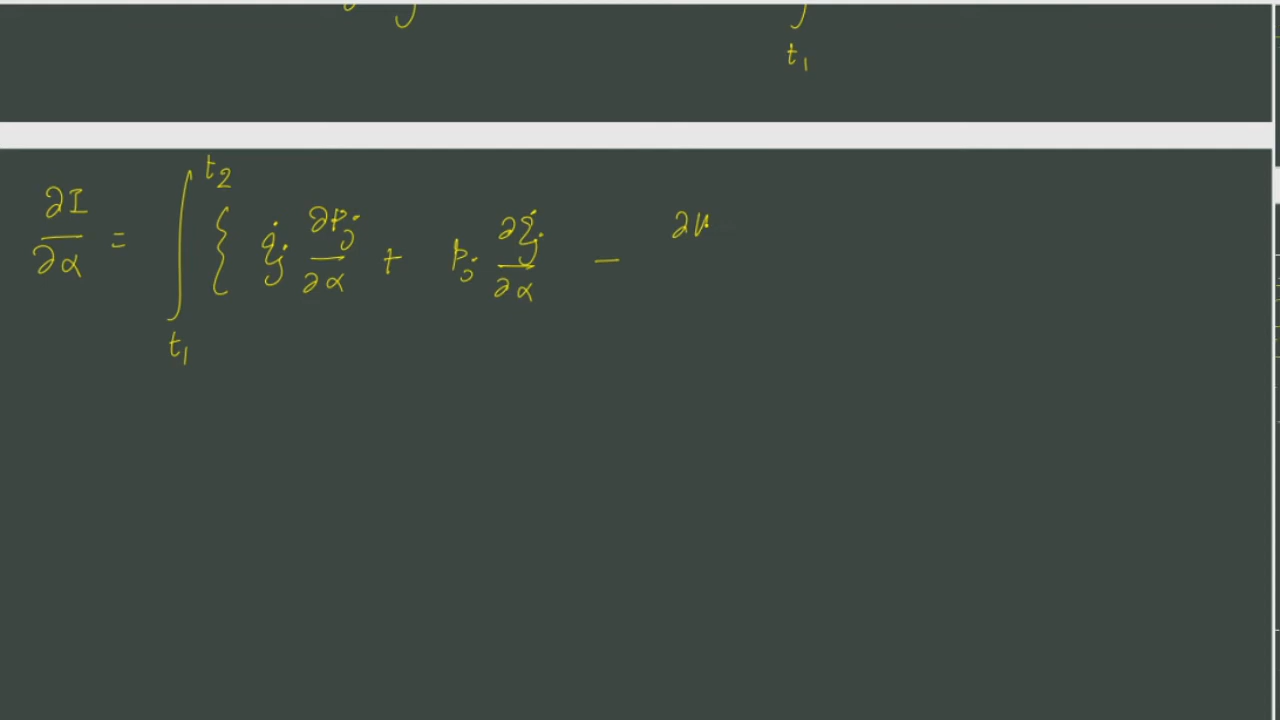 t₁
∂I/∂α = ∫_{t₁}^{t₂} { q̇ⱼ ∂pⱼ/∂α + pⱼ ∂q̇ⱼ/∂α − ∂